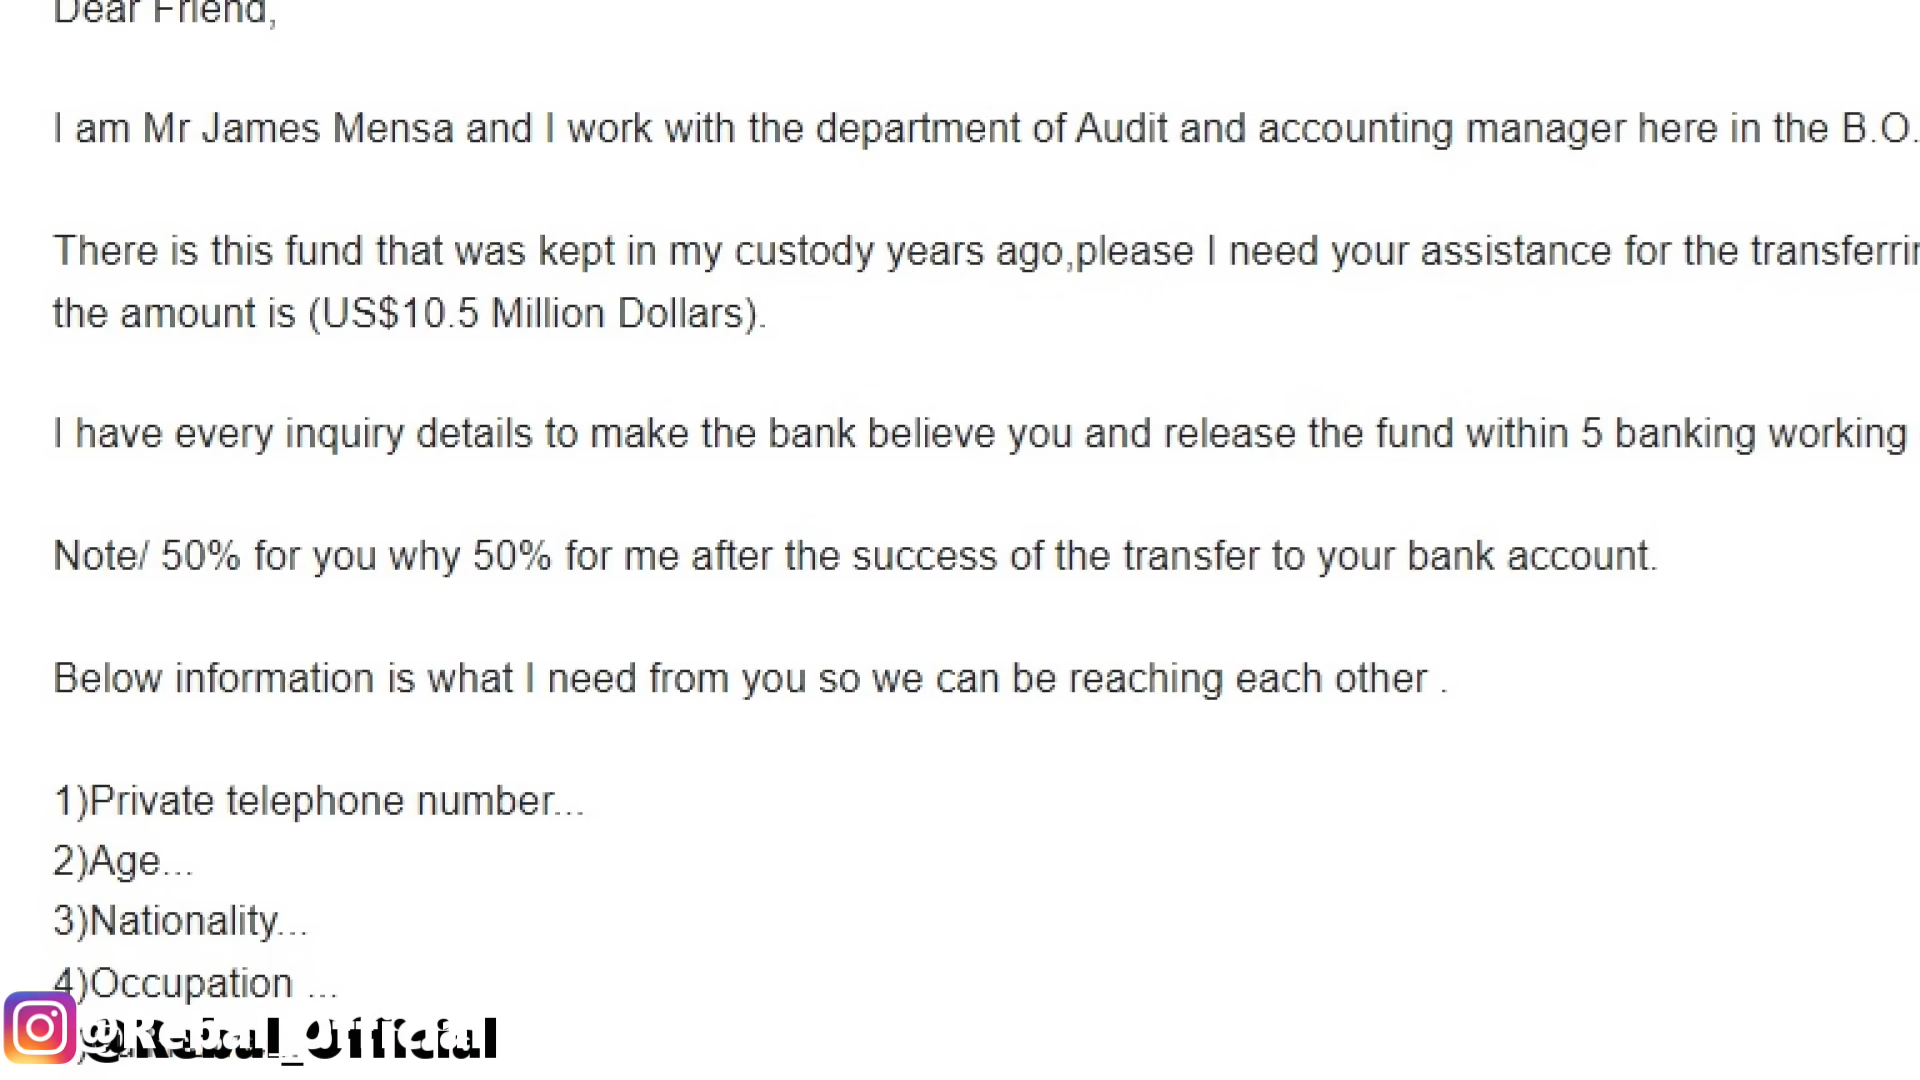 Dear Friend,
I am Mr James Mensa and I work with the department of Audit and accounting manager here in the B.O.
There is this fund that was kept in my custody years ago,please I need your assistance for the transferrin
the amount is (US$10.5 Million Dollars).
I have every inquiry details to make the bank believe you and release the fund within 5 banking working
Note/ 50% for you why 50% for me after the success of the transfer to your bank account.
Below information is what I need from you so we can be reaching each other .
1)Private telephone number...
2)Age...
3)Nationality...
4)Occupation ...
@Rebal_Official